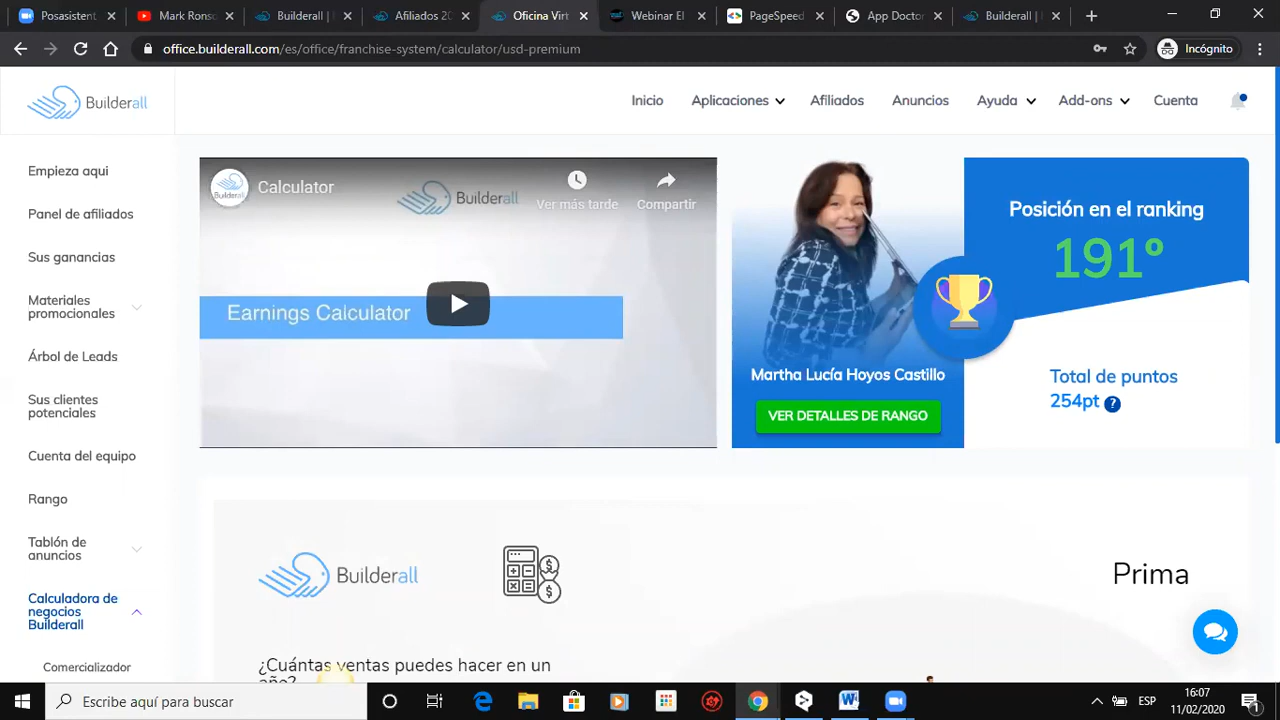 Posasistent
Mark Ronso
Builderall |
Afiliados 20
Oficina Virt
Webinar El
PageSpeed
App Doctor
Builderall |
office.builderall.com/es/office/franchise-system/calculator/usd-premium
Incógnito
Builderall
Inicio
Aplicaciones
Afiliados
Anuncios
Ayuda
Add-ons
Cuenta
Empieza aqui
Panel de afiliados
Sus ganancias
Materiales
promocionales
Árbol de Leads
Sus clientes
potenciales
Cuenta del equipo
Rango
Tablón de
anuncios
Calculadora de
negocios
Builderall
Comercializador
Calculator
Builderall
Ver más tarde
Compartir
Earnings Calculator
Martha Lucía Hoyos Castillo
VER DETALLES DE RANGO
Posición en el ranking
191º
Total de puntos
254pt ?
Builderall
Prima
¿Cuántas ventas puedes hacer en un
año?
Escribe aquí para buscar
ESP
16:07
11/02/2020